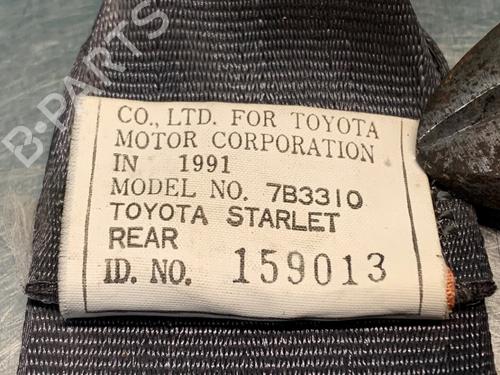 B-PARTS
CO., LTD. FOR TOYOTA
MOTOR CORPORATION
IN 1991
MODEL NO. 7B3310
TOYOTA STARLET
REAR
ID. NO. 159013